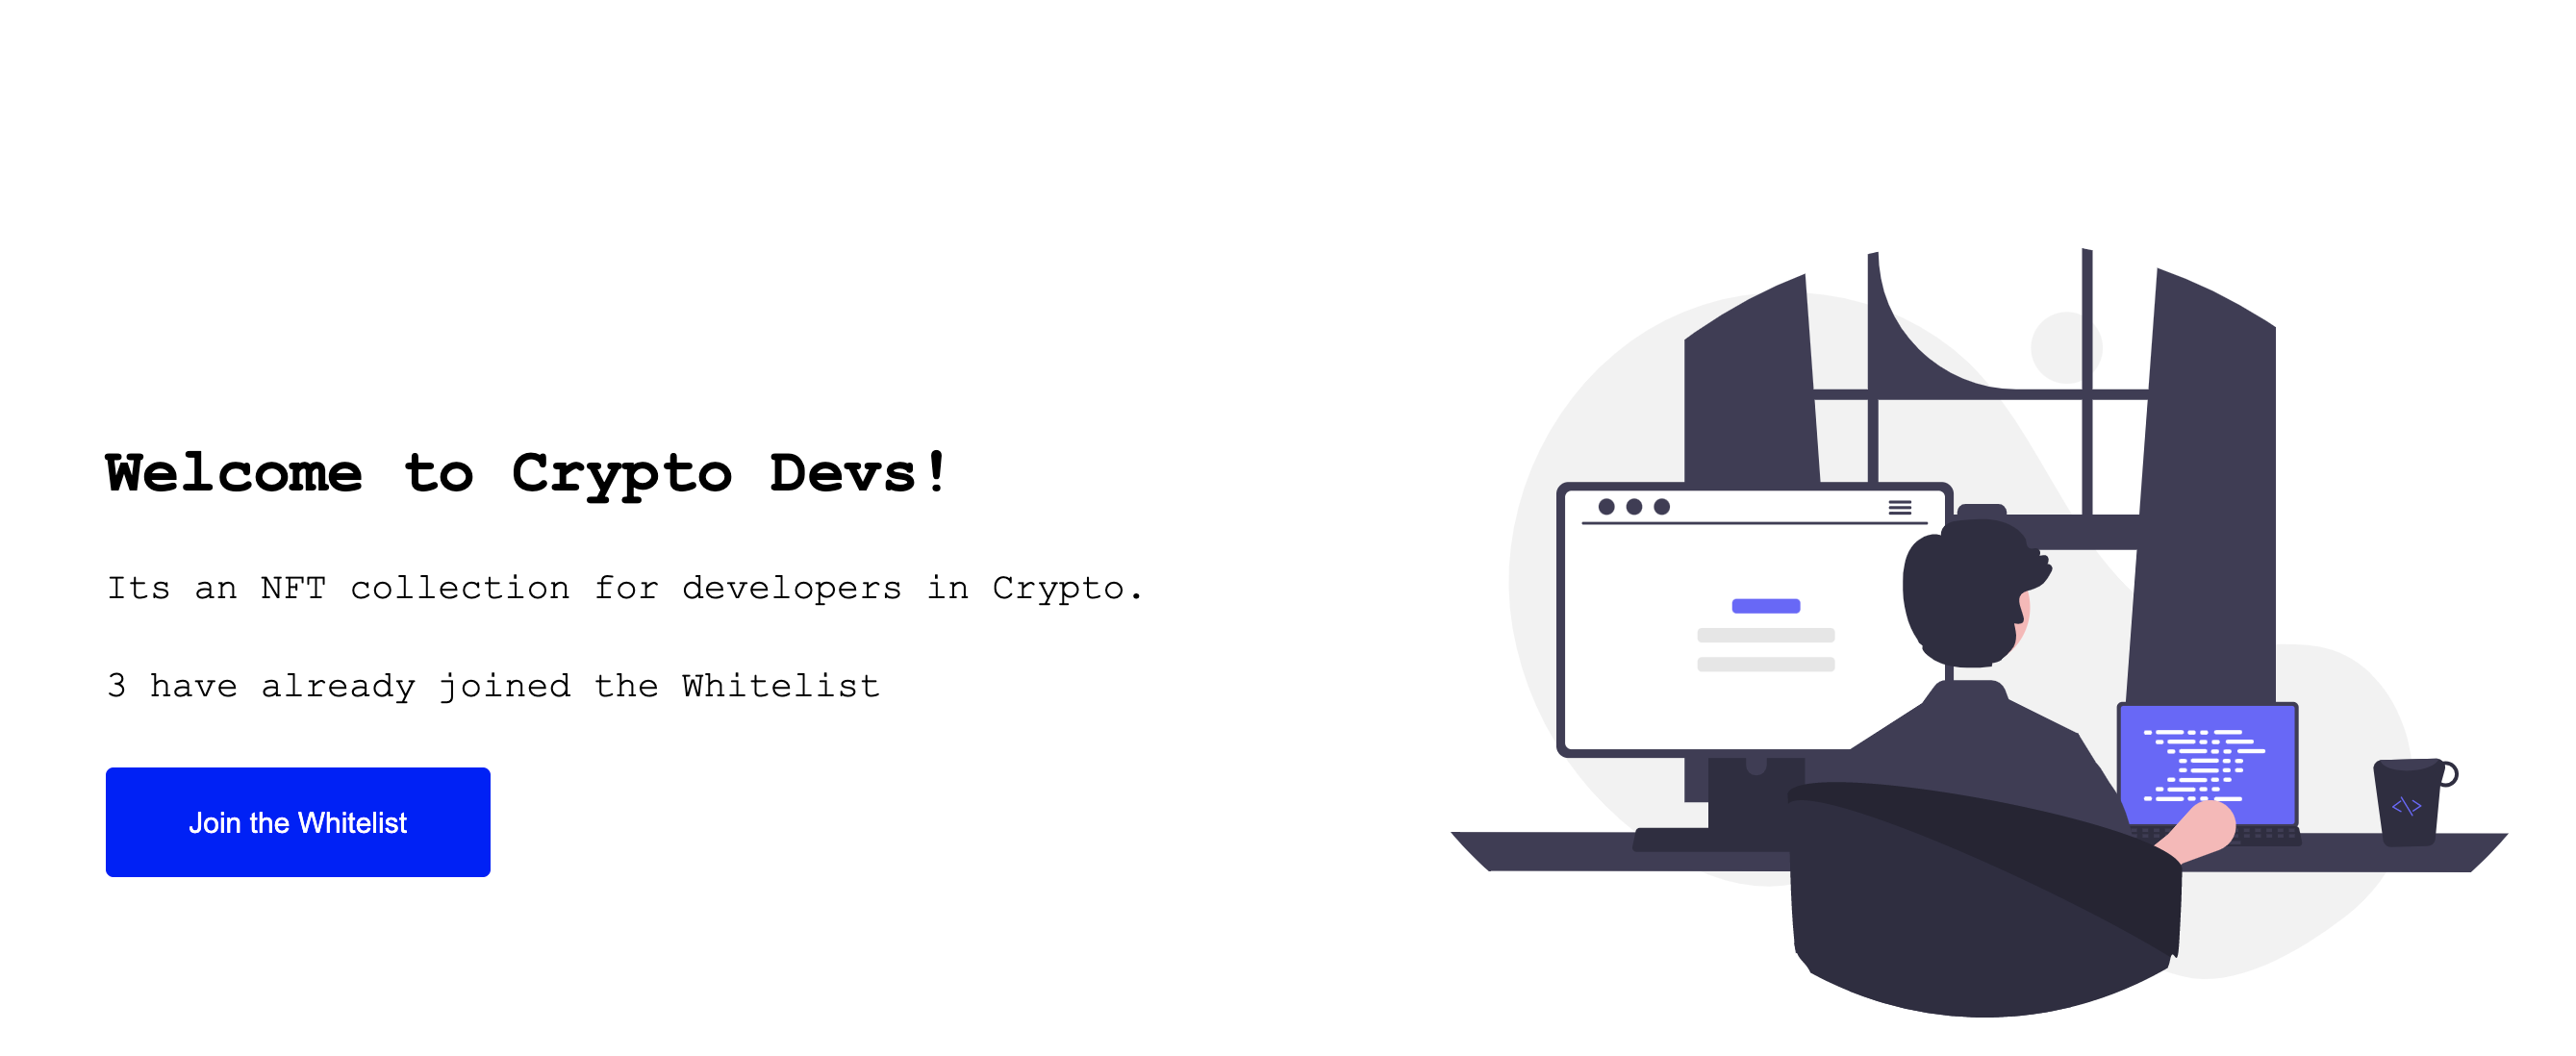 Welcome to Crypto Devs!
Its an NFT collection for developers in Crypto.
3 have already joined the Whitelist
Join the Whitelist
<\>